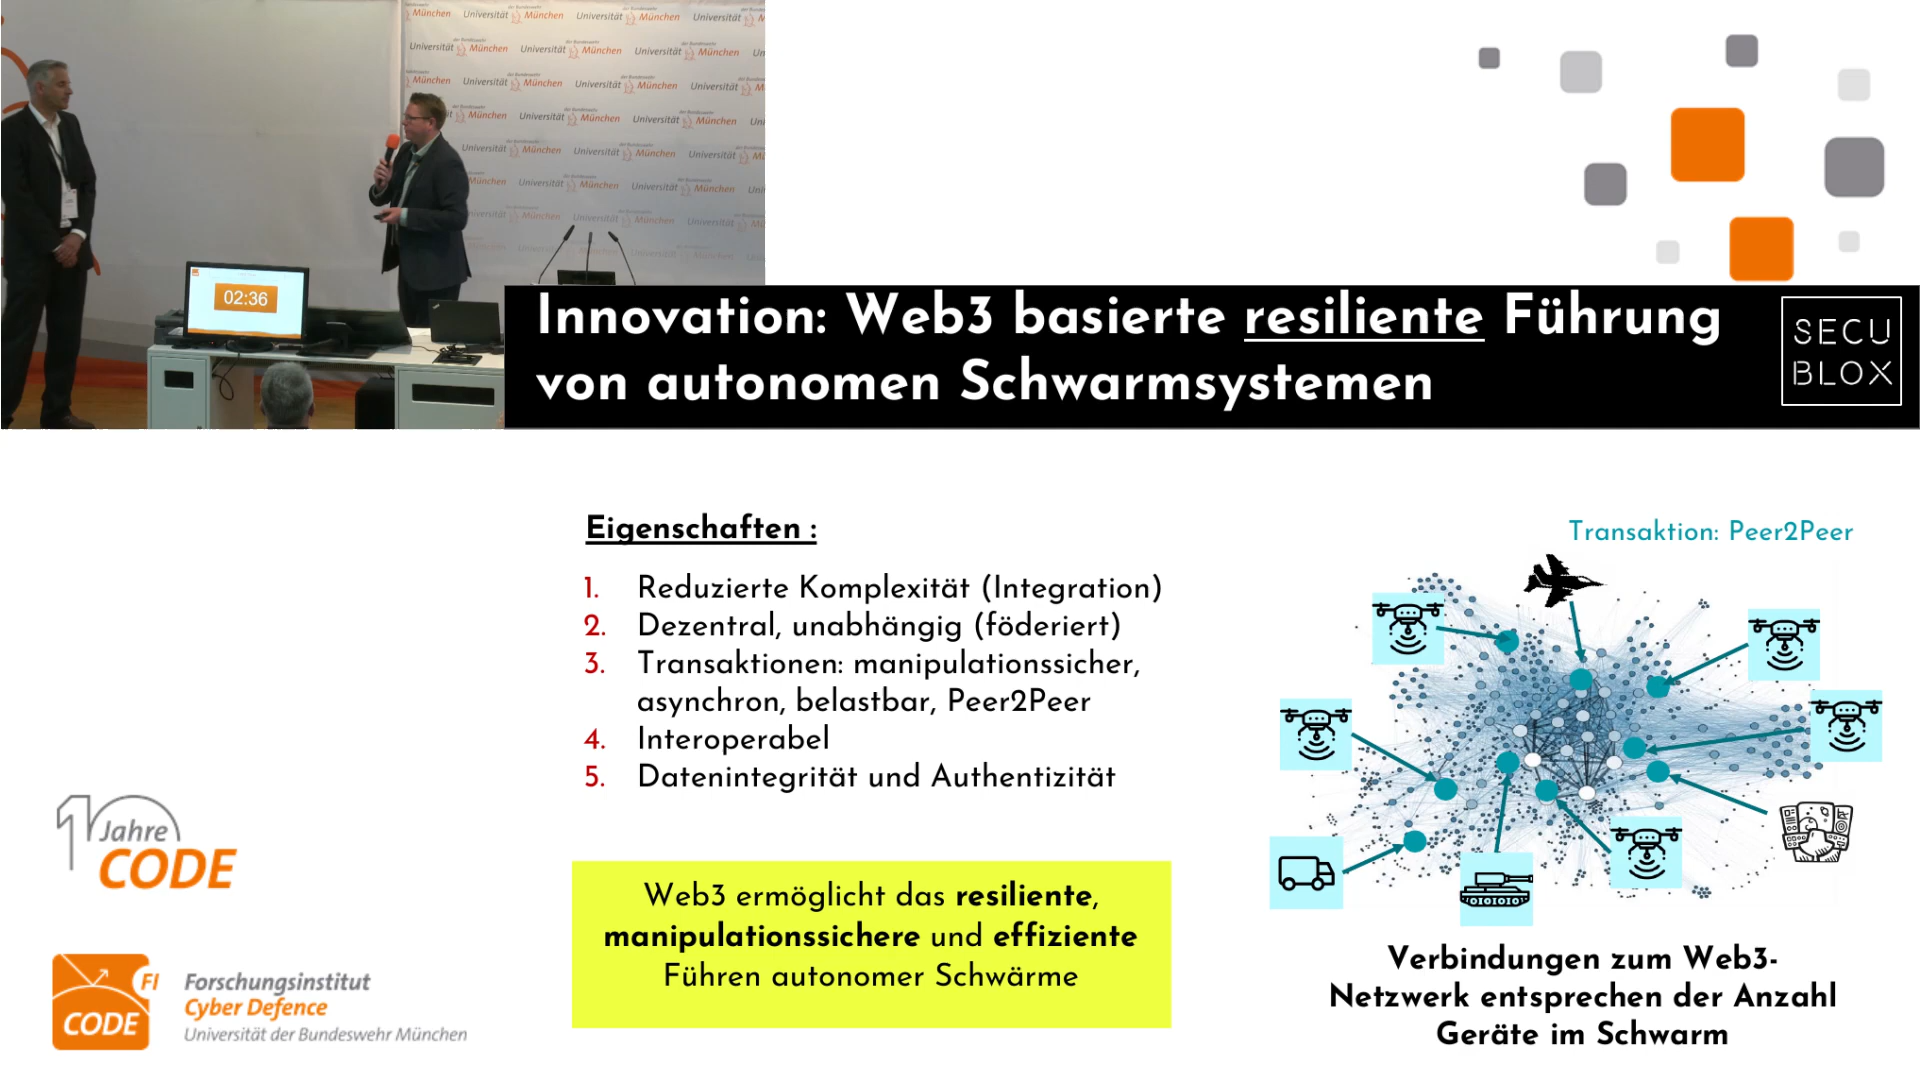 Universität der Bundeswehr München
02:36
Innovation: Web3 basierte resiliente Führung
von autonomen Schwarmsystemen
SECU
BLOX
Eigenschaften :
1. Reduzierte Komplexität (Integration)
2. Dezentral, unabhängig (föderiert)
3. Transaktionen: manipulationssicher,
asynchron, belastbar, Peer2Peer
4. Interoperabel
5. Datenintegrität und Authentizität
Web3 ermöglicht das resiliente,
manipulationssichere und effiziente
Führen autonomer Schwärme
Transaktion: Peer2Peer
Verbindungen zum Web3-
Netzwerk entsprechen der Anzahl
Geräte im Schwarm
10 Jahre
CODE
FI
CODE
Forschungsinstitut
Cyber Defence
Universität der Bundeswehr München